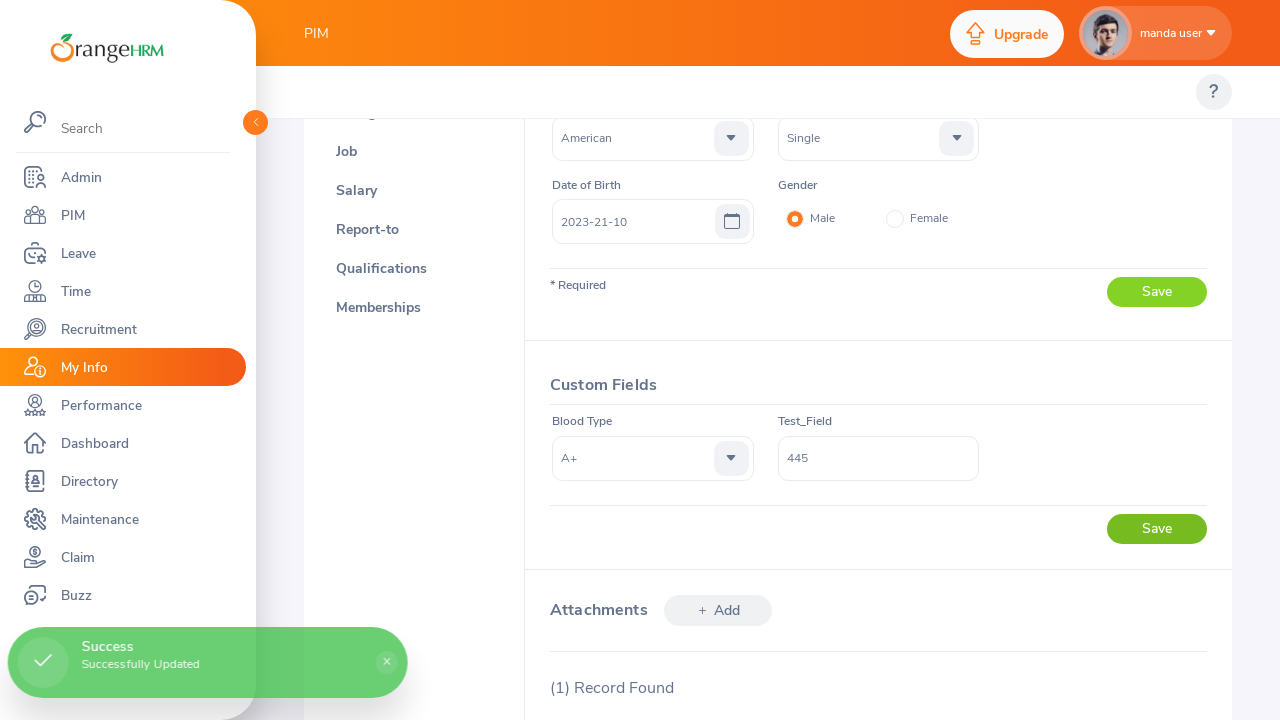 OrangeHRM
PIM
Upgrade
manda user
?
Search
Admin
PIM
Leave
Time
Recruitment
My Info
Performance
Dashboard
Directory
Maintenance
Claim
Buzz
Job
Salary
Report-to
Qualifications
Memberships
American
Single
Date of Birth
Gender
2023-21-10
Male
Female
* Required
Save
Custom Fields
Blood Type
Test_Field
A+
445
Save
Attachments
+ Add
(1) Record Found
Success
Successfully Updated
×